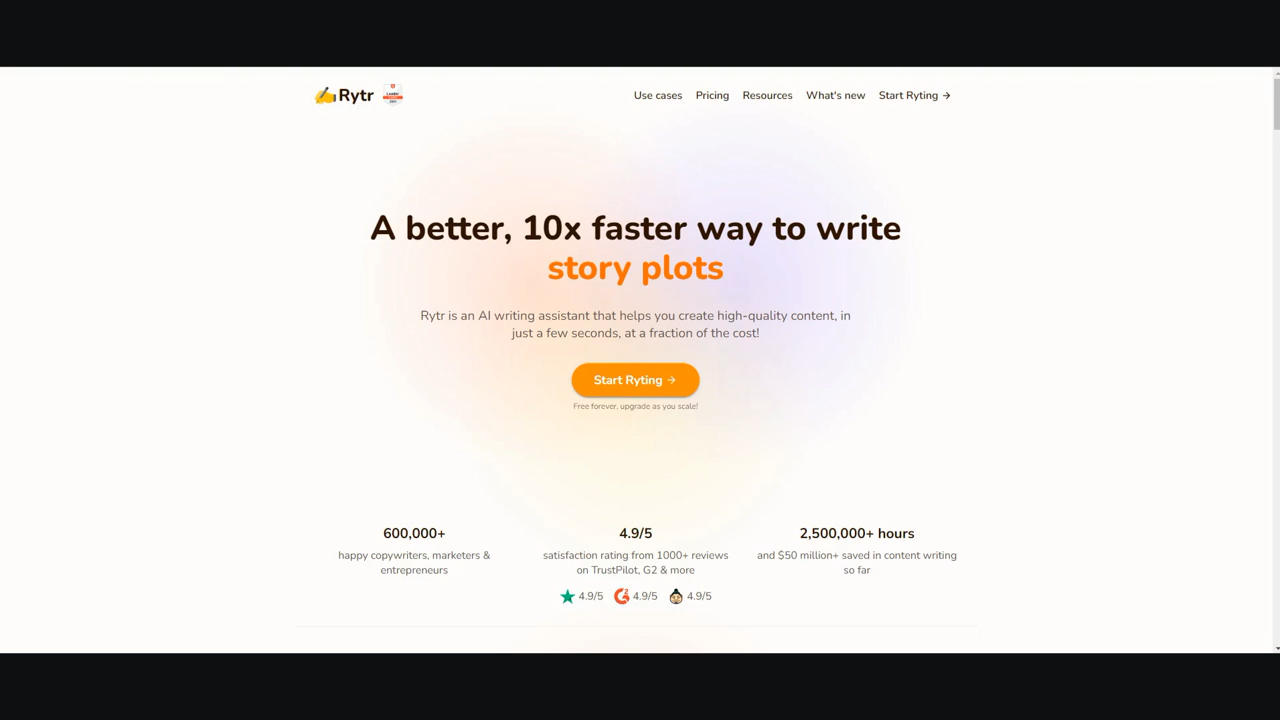 Rytr
Use cases
Pricing
Resources
What's new
Start Ryting →
A better, 10x faster way to write
story plots
Rytr is an AI writing assistant that helps you create high-quality content, in
just a few seconds, at a fraction of the cost!
Start Ryting →
Free forever, upgrade as you scale!
600,000+
happy copywriters, marketers &
entrepreneurs
4.9/5
satisfaction rating from 1000+ reviews
on TrustPilot, G2 & more
4.9/5
4.9/5
4.9/5
2,500,000+ hours
and $50 million+ saved in content writing
so far